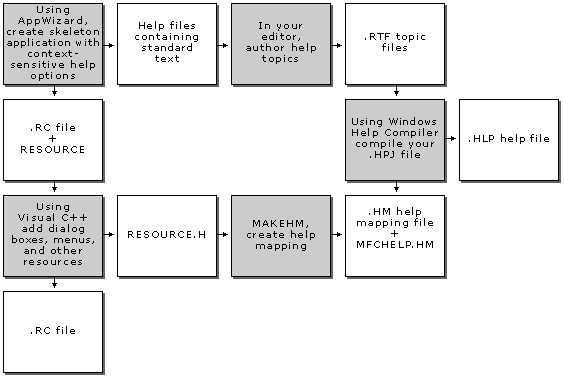 Using
AppWizard,
create skeleton
application with
context-
sensitive help
options
Help files
containing
standard
text
In your
editor,
author help
topics
.RTF topic
files
.RC file
+
RESOURCE
Using Windows
Help Compiler
compile your
.HPJ file
.HLP help file
Using
Visual C++
add dialog
boxes, menus,
and other
resources
RESOURCE.H
MAKEHM,
create help
mapping
.HM help
mapping file
+
MFCHELP.HM
.RC file